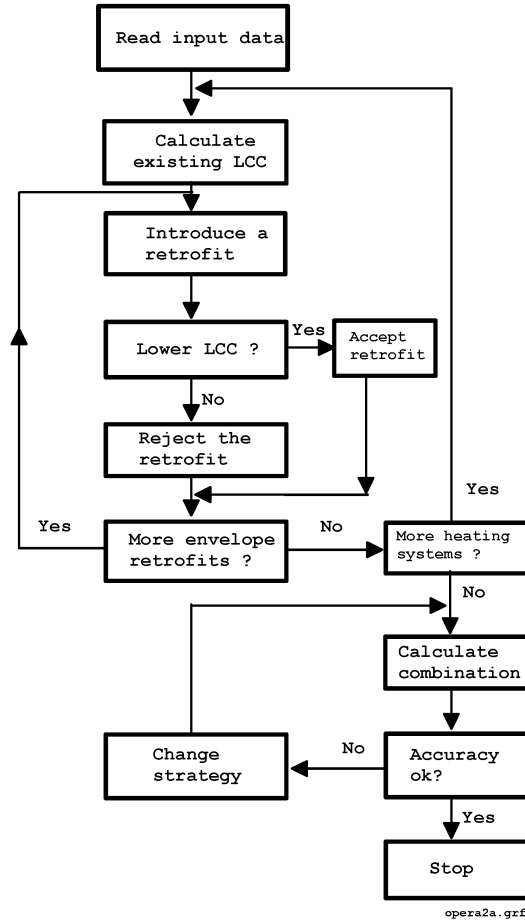 Read input data
Calculate
existing LCC
Introduce a
retrofit
Lower LCC ?
Yes
Accept
retrofit
No
Reject the
retrofit
Yes
Yes
More envelope
retrofits ?
No
More heating
systems ?
No
Calculate
combination
Change
strategy
No
Accuracy
ok?
Yes
Stop
opera2a.grf